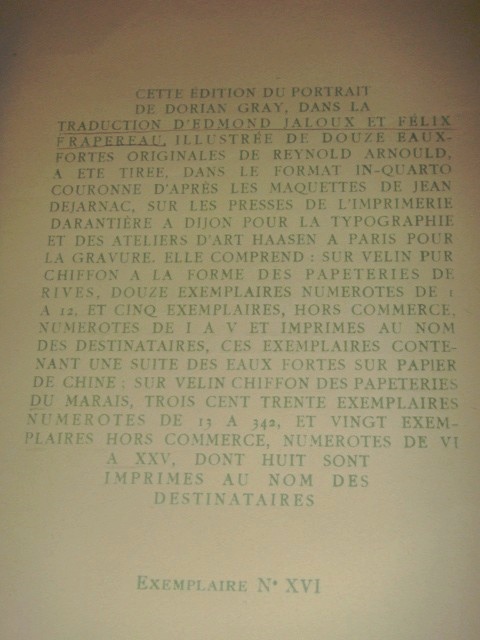 CETTE ÉDITION DU PORTRAIT
DE DORIAN GRAY, DANS LA
TRADUCTION D'EDMOND JALOUX ET FÉLIX
FRAPEREAU, ILLUSTRÉE DE DOUZE EAUX-
FORTES ORIGINALES DE REYNOLD ARNOULD,
A ETE TIREE, DANS LE FORMAT IN-QUARTO
COURONNE D'APRÈS LES MAQUETTES DE JEAN
DEJARNAC, SUR LES PRESSES DE L'IMPRIMERIE
DARANTIÈRE A DIJON POUR LA TYPOGRAPHIE
ET DES ATELIERS D'ART HAASEN A PARIS POUR
LA GRAVURE. ELLE COMPREND : SUR VELIN PUR
CHIFFON A LA FORME DES PAPETERIES DE
RIVES, DOUZE EXEMPLAIRES NUMEROTES DE 1
A 12, ET CINQ EXEMPLAIRES, HORS COMMERCE,
NUMEROTES DE I A V ET IMPRIMES AU NOM
DES DESTINATAIRES, CES EXEMPLAIRES CONTE-
NANT UNE SUITE DES EAUX FORTES SUR PAPIER
DE CHINE ; SUR VELIN CHIFFON DES PAPETERIES
DU MARAIS, TROIS CENT TRENTE EXEMPLAIRES
NUMEROTES DE 13 A 342, ET VINGT EXEM-
PLAIRES HORS COMMERCE, NUMEROTES DE VI
A XXV, DONT HUIT SONT
IMPRIMES AU NOM DES
DESTINATAIRES
EXEMPLAIRE N° XVI